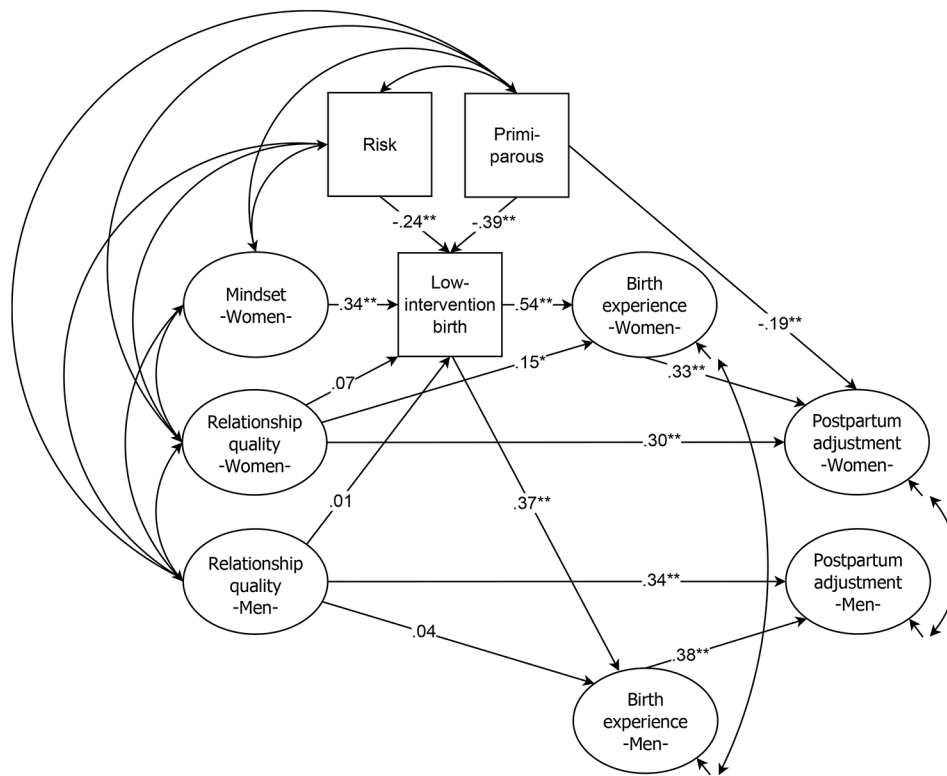 Risk
Primi-
parous
-.24**
-.39**
Mindset
-Women-
.34**
Low-
intervention
birth
.54**
Birth
experience
-Women-
-.19**
.07
.15*
.33**
Relationship
quality
-Women-
.30**
Postpartum
adjustment
-Women-
.01
.37**
Relationship
quality
-Men-
.34**
Postpartum
adjustment
-Men-
.04
.38**
Birth
experience
-Men-